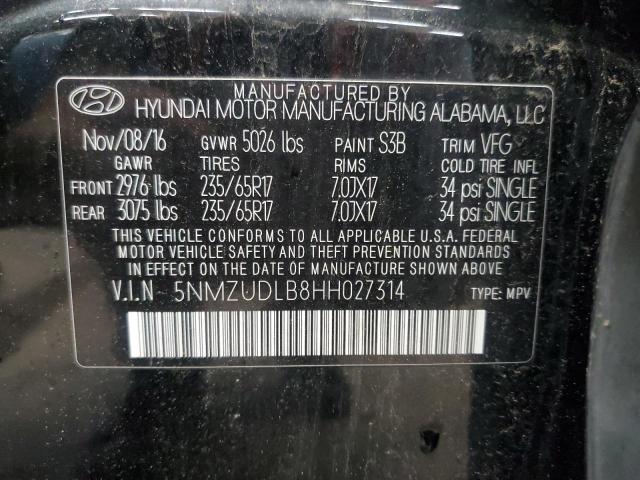 MANUFACTURED BY
HYUNDAI MOTOR MANUFACTURING ALABAMA, LLC
Nov/08/16 GVWR 5026 lbs PAINT S3B TRIM VFG
GAWR TIRES RIMS COLD TIRE INFL
FRONT 2976 lbs 235/65R17 7.0JX17 34 psi SINGLE
REAR 3075 lbs 235/65R17 7.0JX17 34 psi SINGLE
THIS VEHICLE CONFORMS TO ALL APPLICABLE U.S.A. FEDERAL
MOTOR VEHICLE SAFETY AND THEFT PREVENTION STANDARDS
IN EFFECT ON THE DATE OF MANUFACTURE SHOWN ABOVE
V.I.N 5NMZUDLB8HH027314 TYPE: MPV